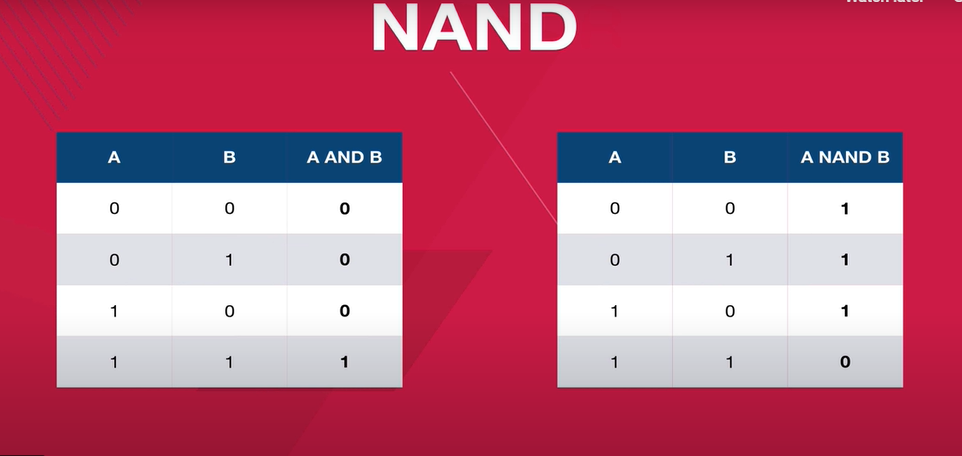 NAND
A B A AND B
0 0 0
0 1 0
1 0 0
1 1 1
A B A NAND B
0 0 1
0 1 1
1 0 1
1 1 0